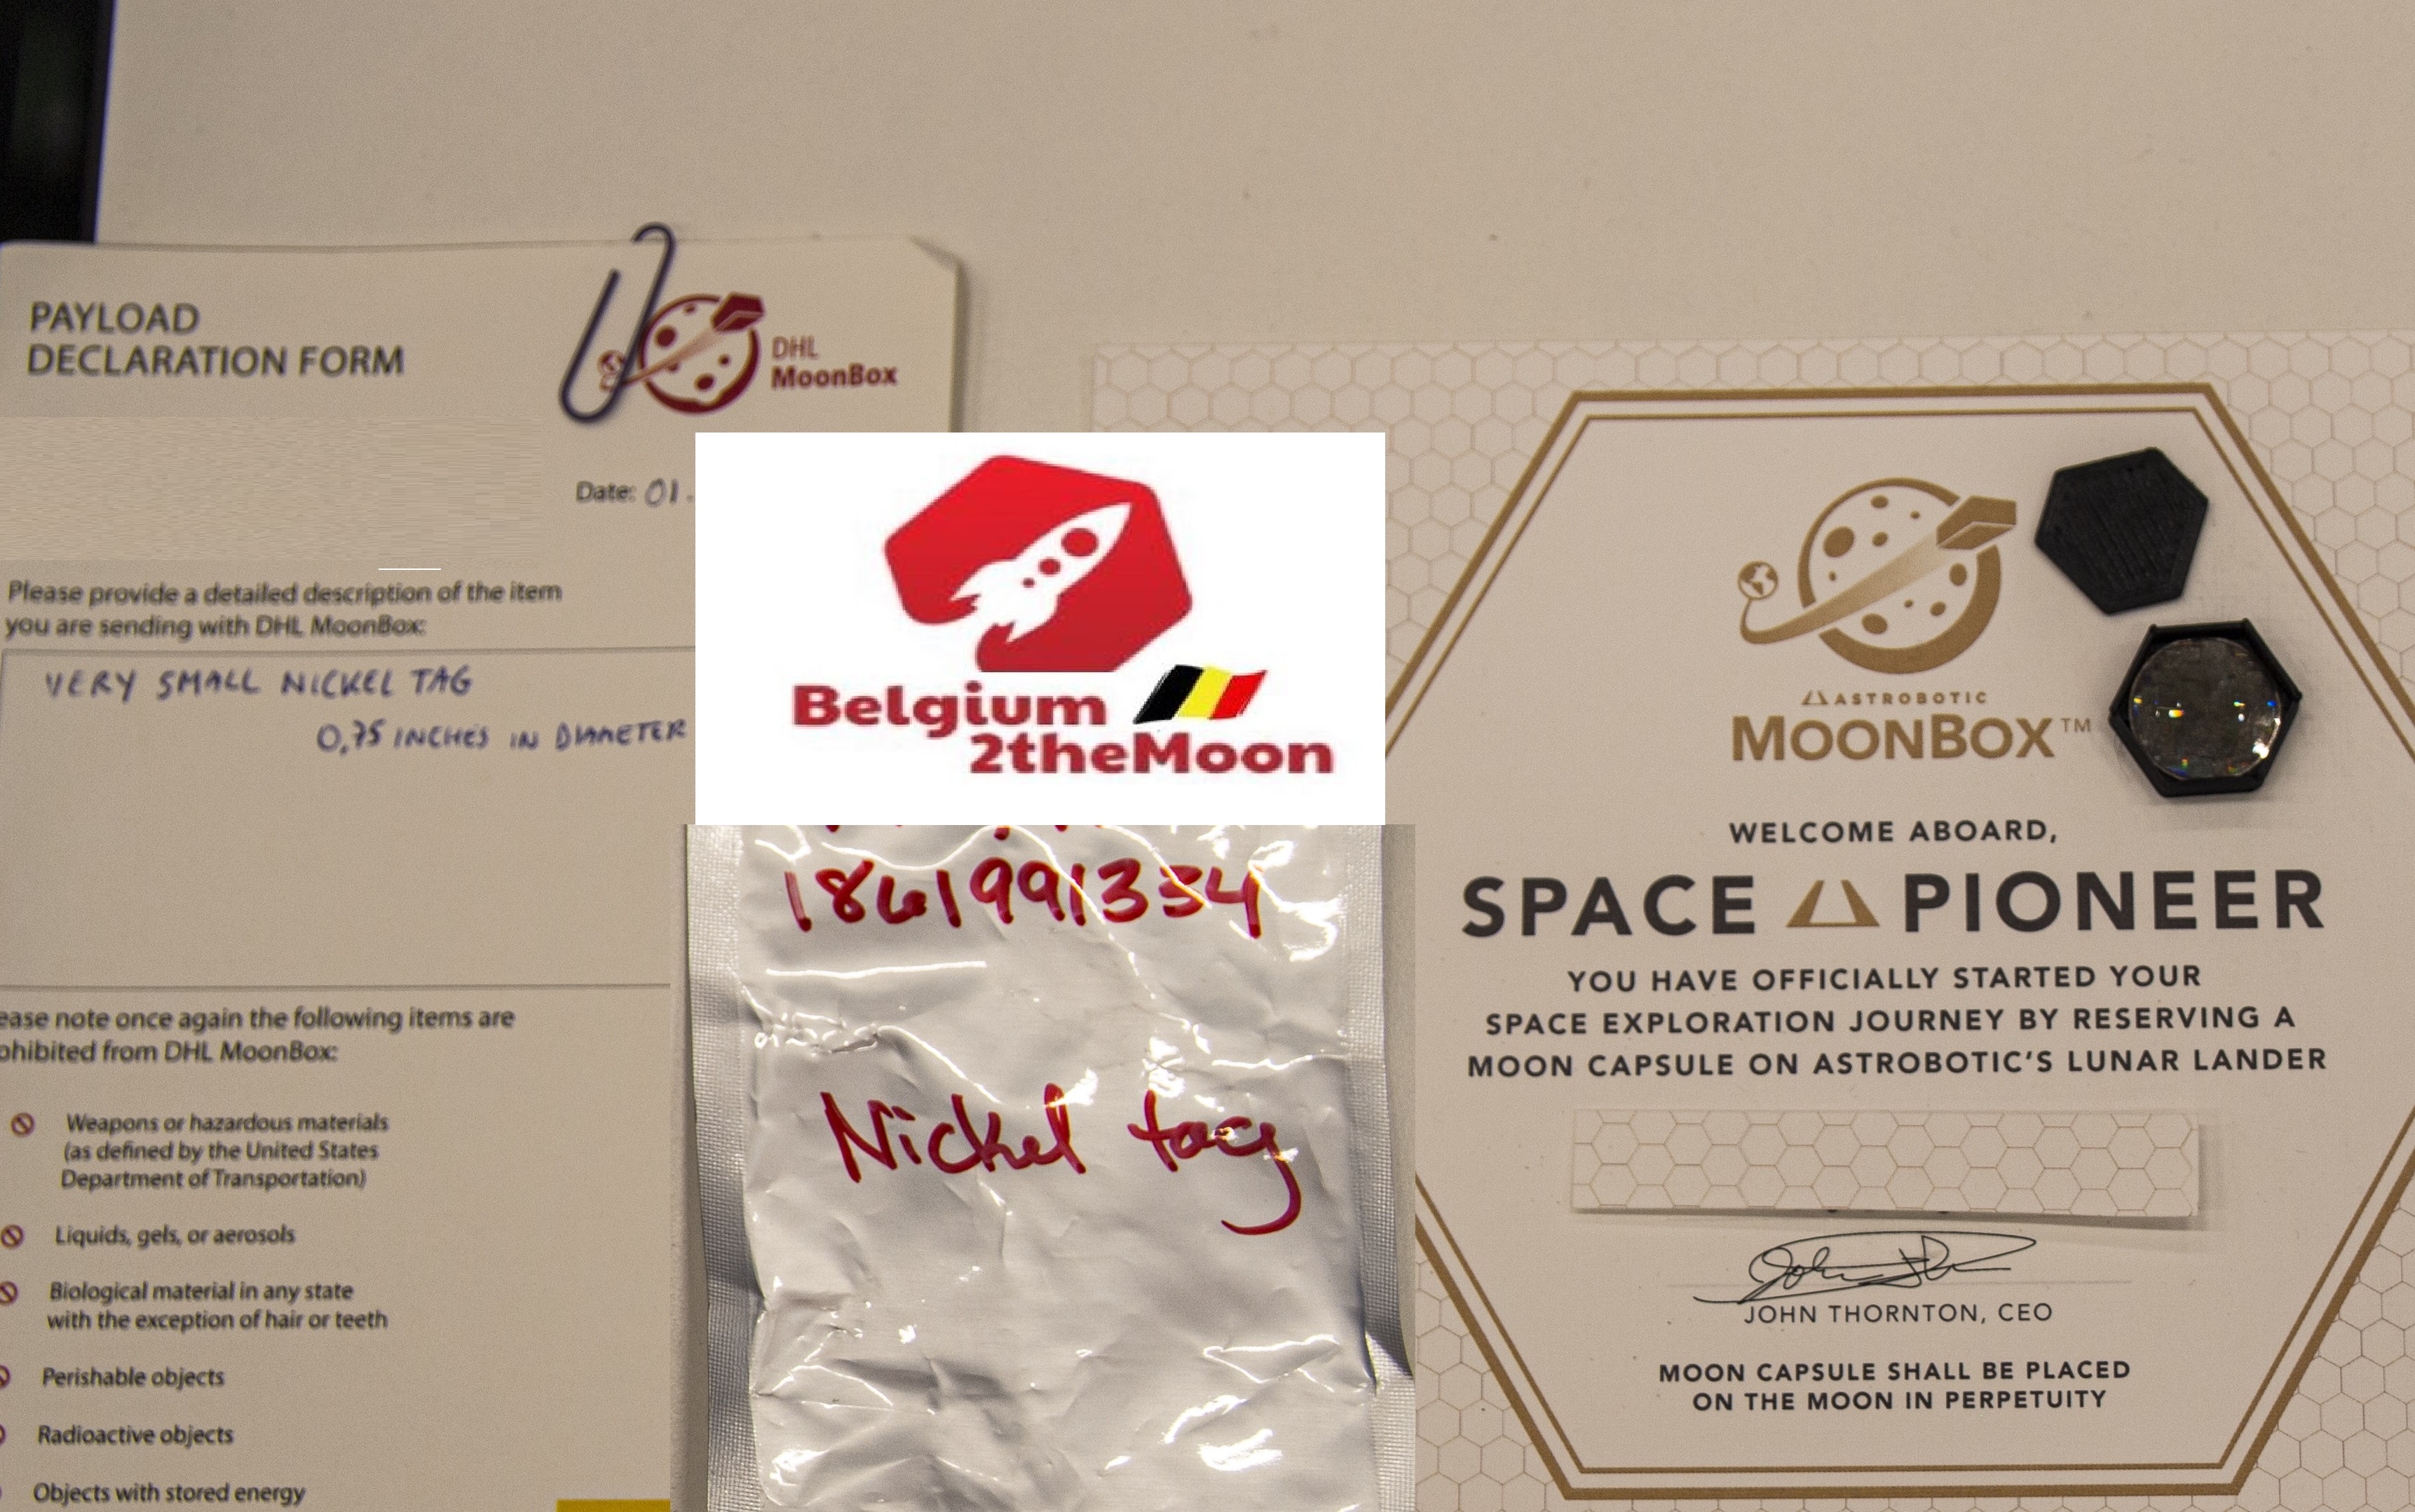 PAYLOAD
DECLARATION FORM
DHL
MoonBox
Date: 01.
Please provide a detailed description of the item
you are sending with DHL MoonBox:
VERY SMALL NICKEL TAG
0,75 INCHES IN DIAMETER
ease note once again the following items are
ohibited from DHL MoonBox:
Weapons or hazardous materials
(as defined by the United States
Department of Transportation)
Liquids, gels, or aerosols
Biological material in any state
with the exception of hair or teeth
Perishable objects
Radioactive objects
Objects with stored energy
Belgium
2theMoon
1861991334
Nickel tag
ASTROBOTIC
MOONBOX™
WELCOME ABOARD,
SPACE PIONEER
YOU HAVE OFFICIALLY STARTED YOUR
SPACE EXPLORATION JOURNEY BY RESERVING A
MOON CAPSULE ON ASTROBOTIC'S LUNAR LANDER
JOHN THORNTON, CEO
MOON CAPSULE SHALL BE PLACED
ON THE MOON IN PERPETUITY